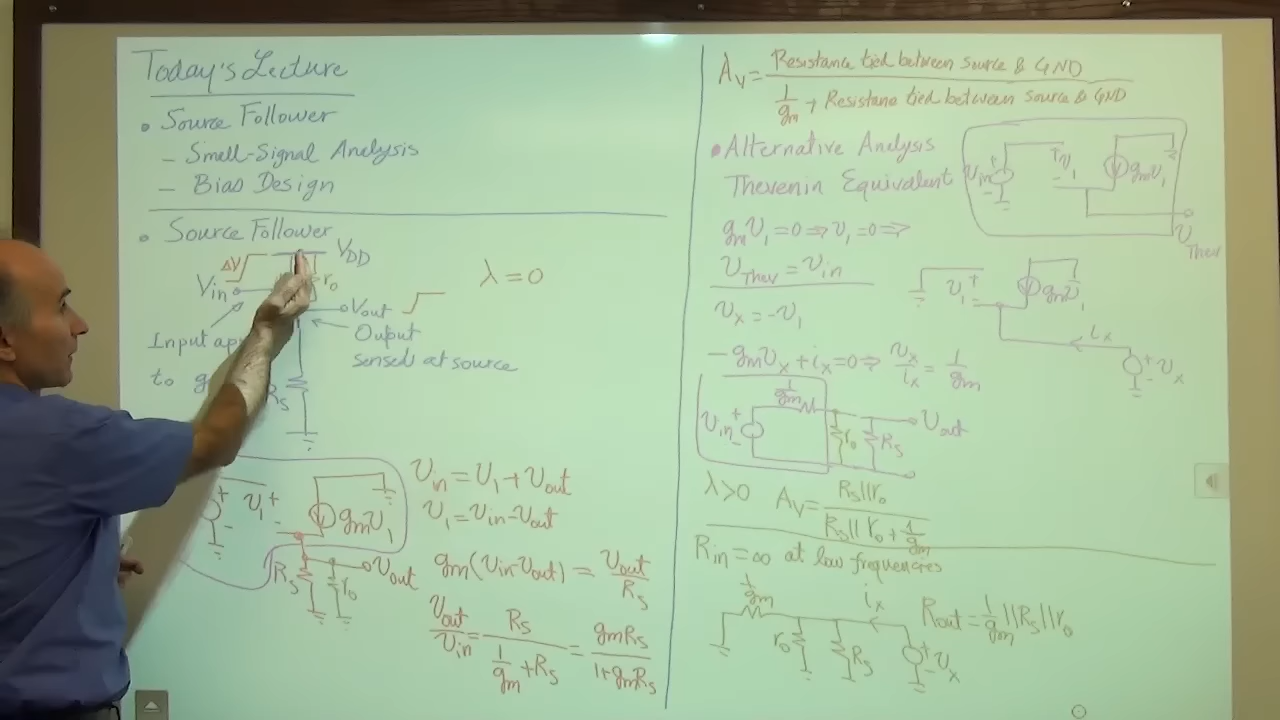 Today's Lecture
• Source Follower
– Small-Signal Analysis
– Bias Design
• Source Follower
VDD
ΔV
ro
Vin
Vout
λ = 0
Input
Output
sensed at source
to
Rs
v1 + -
gmv1
Rs
ro
vout
vin = v1 + vout
v1 = vin - vout
gm(vin - vout) = vout/Rs
vout/vin = Rs/(1/gm + Rs) = gmRs/(1+gmRs)
Av = Resistance tied between Source & GND
1/gm + Resistance tied between Source & GND
• Alternative Analysis
Thevenin Equivalent
vin + - + v1 - gmv1
vThev
gmv1 = 0 ⇒ v1 = 0 ⇒
vThev = vin
v1 + - gmv1
vx = -v1
ix
vx
-gmvx + ix = 0 ⇒ vx/ix = 1/gm
1/gm
vin + -
ro
Rs
vout
λ > 0 Av = Rs||ro/(Rs||ro + 1/gm)
Rin = ∞ at low frequencies
1/gm
ix
Rout = 1/gm || Rs || ro
ro
Rs
vx